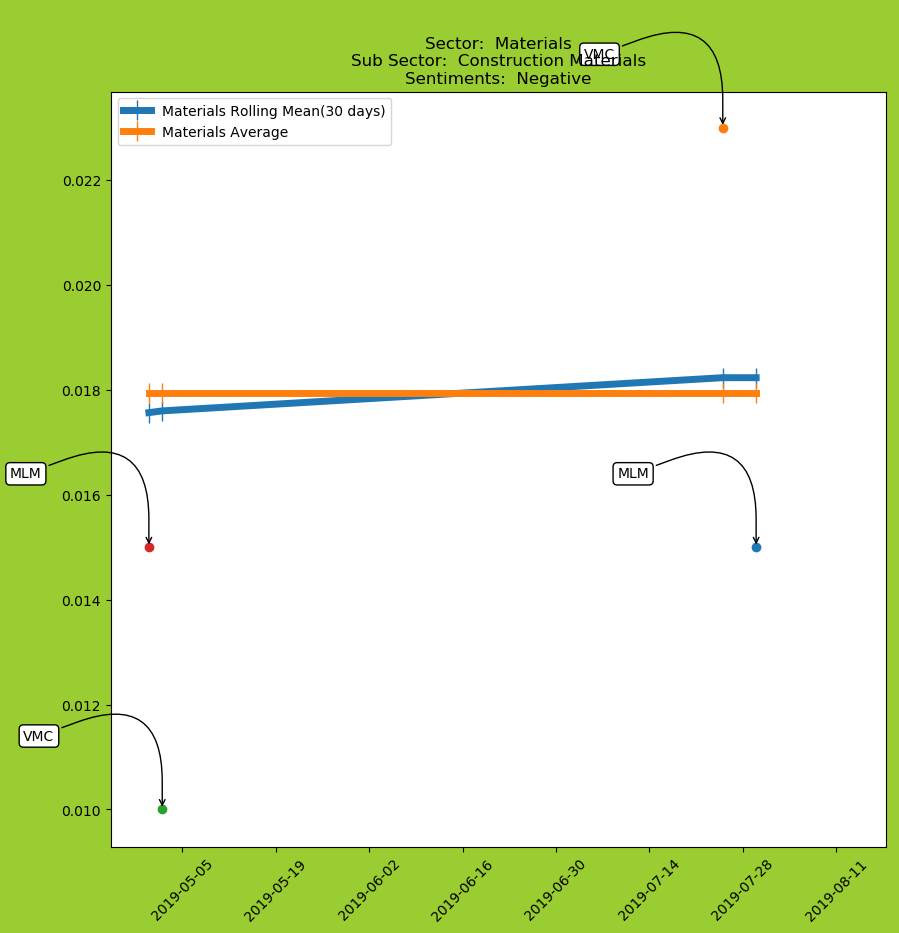 Sector:  Materials
Sub Sector:  Construction Materials
Sentiments:  Negative
VMC
Materials Rolling Mean(30 days)
Materials Average
0.022
0.020
0.018
0.016
0.014
0.012
0.010
MLM
MLM
VMC
2019-05-05
2019-05-19
2019-06-02
2019-06-16
2019-06-30
2019-07-14
2019-07-28
2019-08-11